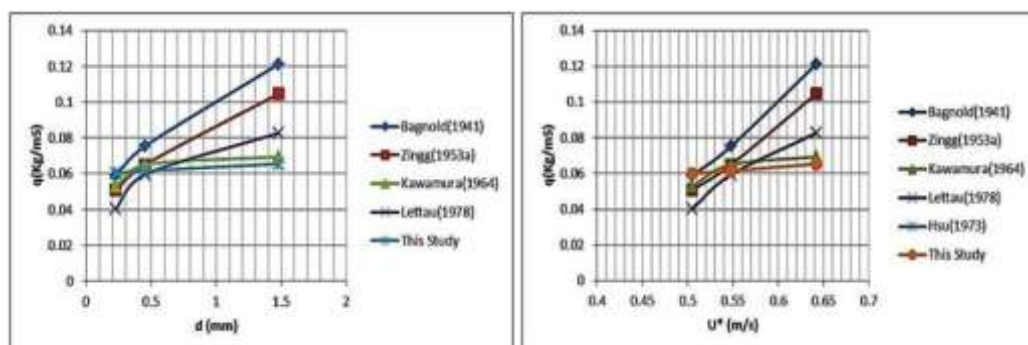 0.14
0.12
0.1
0.08
0.06
0.04
0.02
0
q(Kg/mS)
0 0.5 1 1.5 2
d (mm)
Bagnold(1941)
Zingg(1953a)
Kawamura(1964)
Lettau(1978)
This Study
0.14
0.12
0.1
0.08
0.06
0.04
0.02
0
q(Kg/mS)
0.4 0.45 0.5 0.55 0.6 0.65 0.7
U* (m/s)
Bagnold(1941)
Zingg(1953a)
Kawamura(1964)
Lettau(1978)
Hsu(1973)
This Study